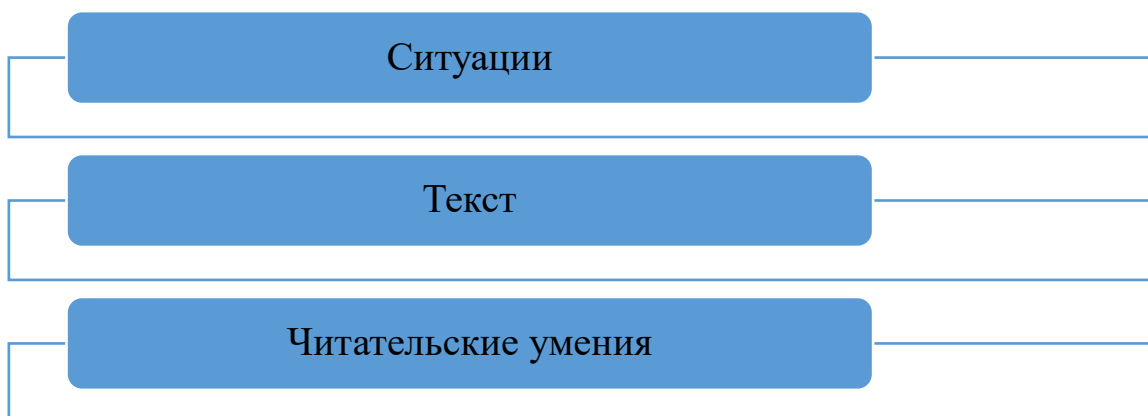 Ситуации
Текст
Читательские умения